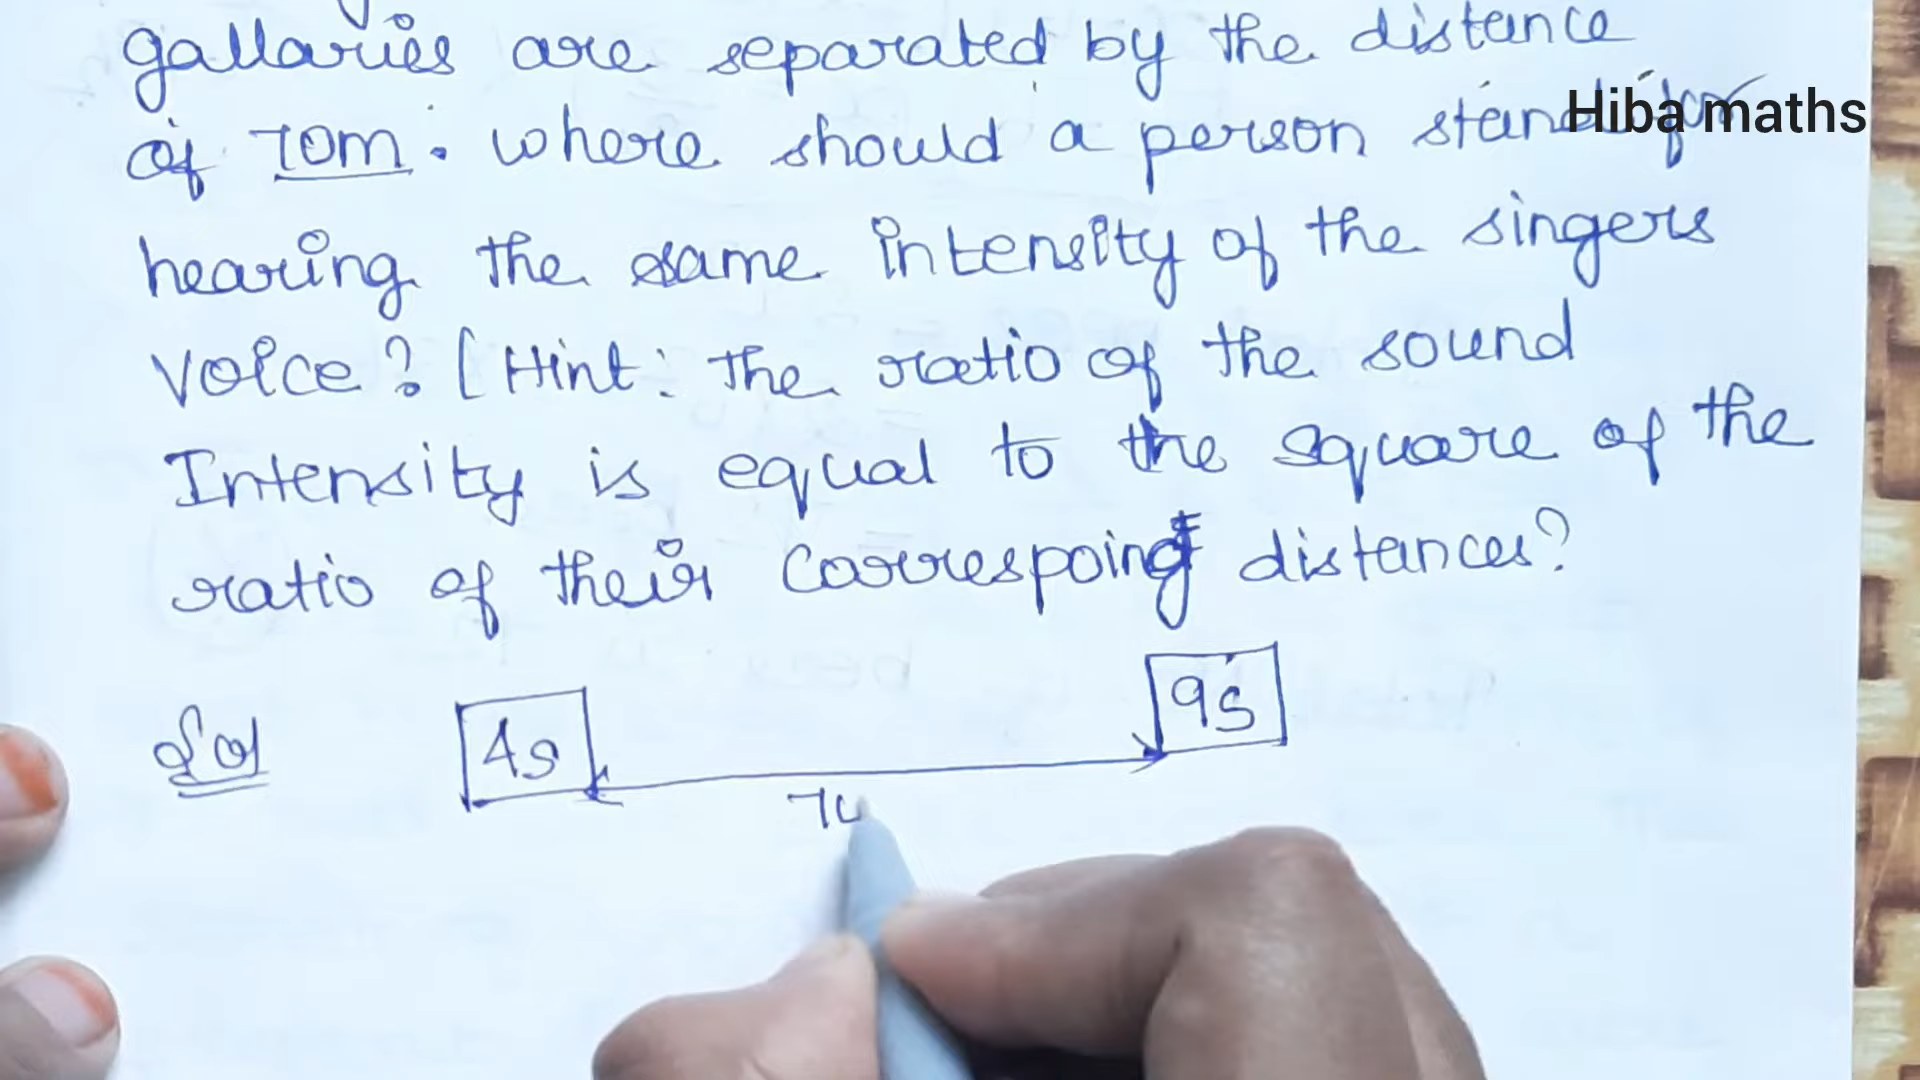 gallaries are separated by the distance
of 70m. where should a person stand for
Hiba maths
hearing the same intensity of the singers
voice? [Hint: The ratio of the sound
Intensity is equal to the square of the
ratio of their correspoing distances?
Sol
4s
9s
70